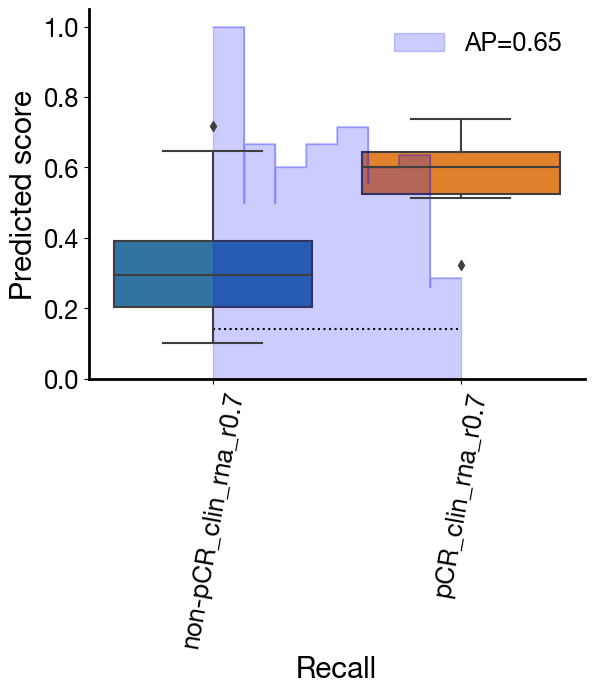 AP=0.65
Predicted score
1.0
0.8
0.6
0.4
0.2
0.0
non-pCR_clin_rna_r0.7
pCR_clin_rna_r0.7
Recall